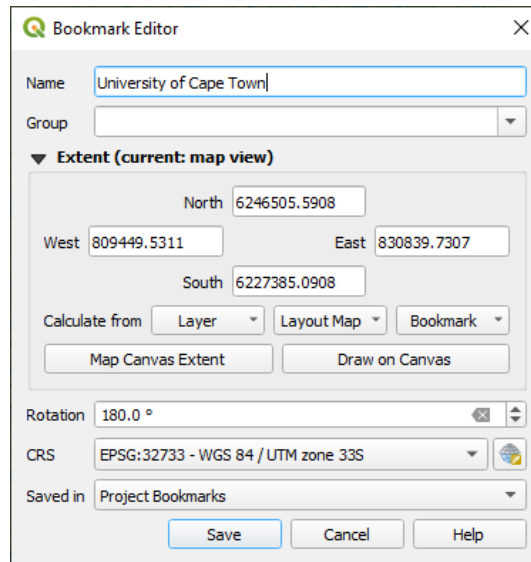 Bookmark Editor
Name University of Cape Town
Group
Extent (current: map view)
North 6246505.5908
West 809449.5311 East 830839.7307
South 6227385.0908
Calculate from Layer Layout Map Bookmark
Map Canvas Extent Draw on Canvas
Rotation 180.0 °
CRS EPSG:32733 - WGS 84 / UTM zone 33S
Saved in Project Bookmarks
Save Cancel Help